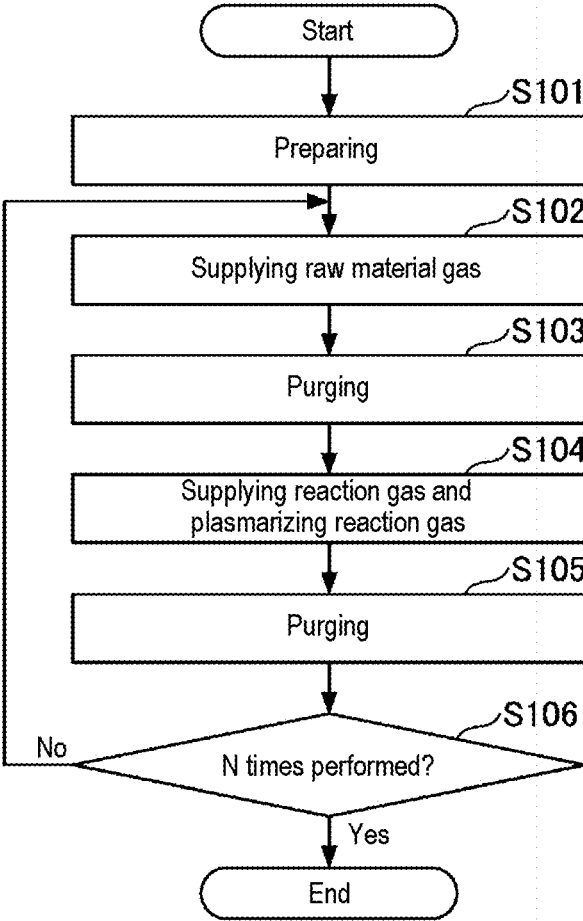 Start
S101
Preparing
S102
Supplying raw material gas
S103
Purging
S104
Supplying reaction gas and
plasmarizing reaction gas
S105
Purging
S106
No
N times performed?
Yes
End